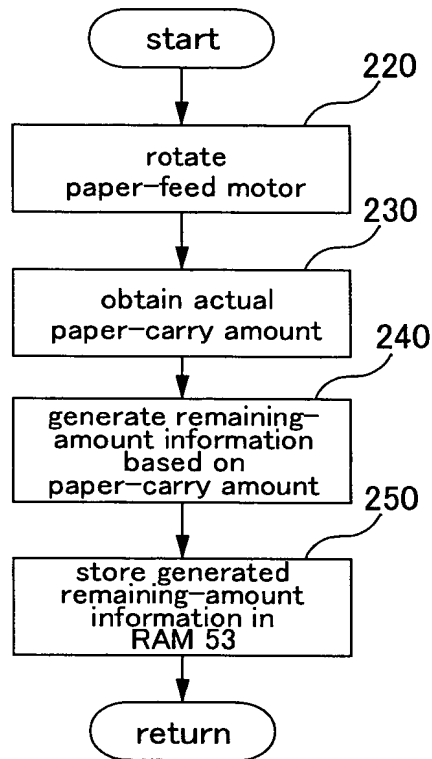 start
220
rotate
paper-feed motor
230
obtain actual
paper-carry amount
240
generate remaining-
amount information
based on
paper-carry amount
250
store generated
remaining-amount
information in
RAM 53
return